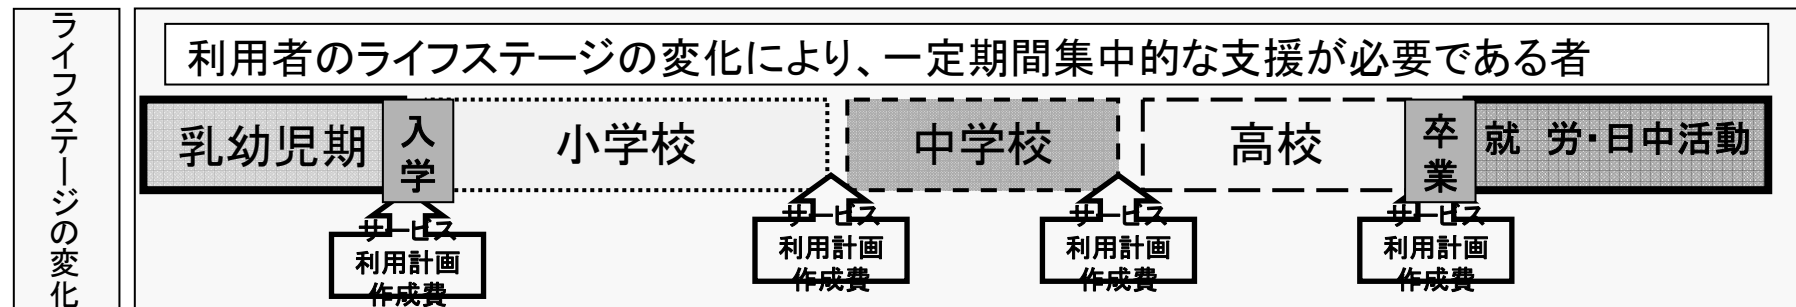 ライフステージの変化
利用者のライフステージの変化により、一定期間集中的な支援が必要である者
乳幼児期
入学
小学校
中学校
高校
卒業
就 労・日中活動
サービス
利用計画
作成費
サービス
利用計画
作成費
サービス
利用計画
作成費
サービス
利用計画
作成費